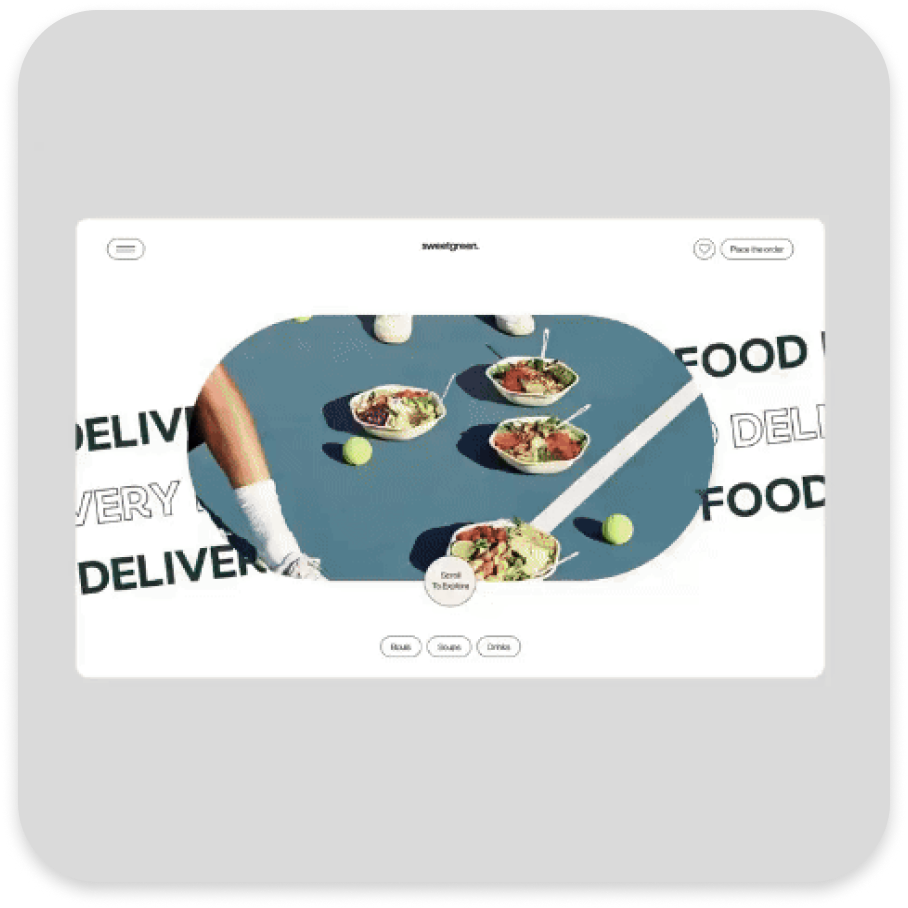 sweetgreen.
Place the order
FOOD
DELIV
DELI
VERY
FOOD
DELIVER
Scroll
To Explore
Bowls
Soups
Drinks